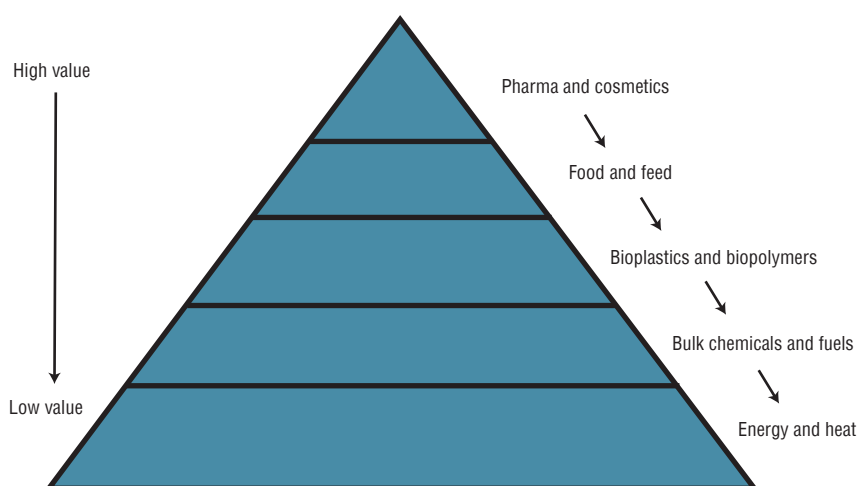 High value
Pharma and cosmetics
Food and feed
Bioplastics and biopolymers
Bulk chemicals and fuels
Low value
Energy and heat